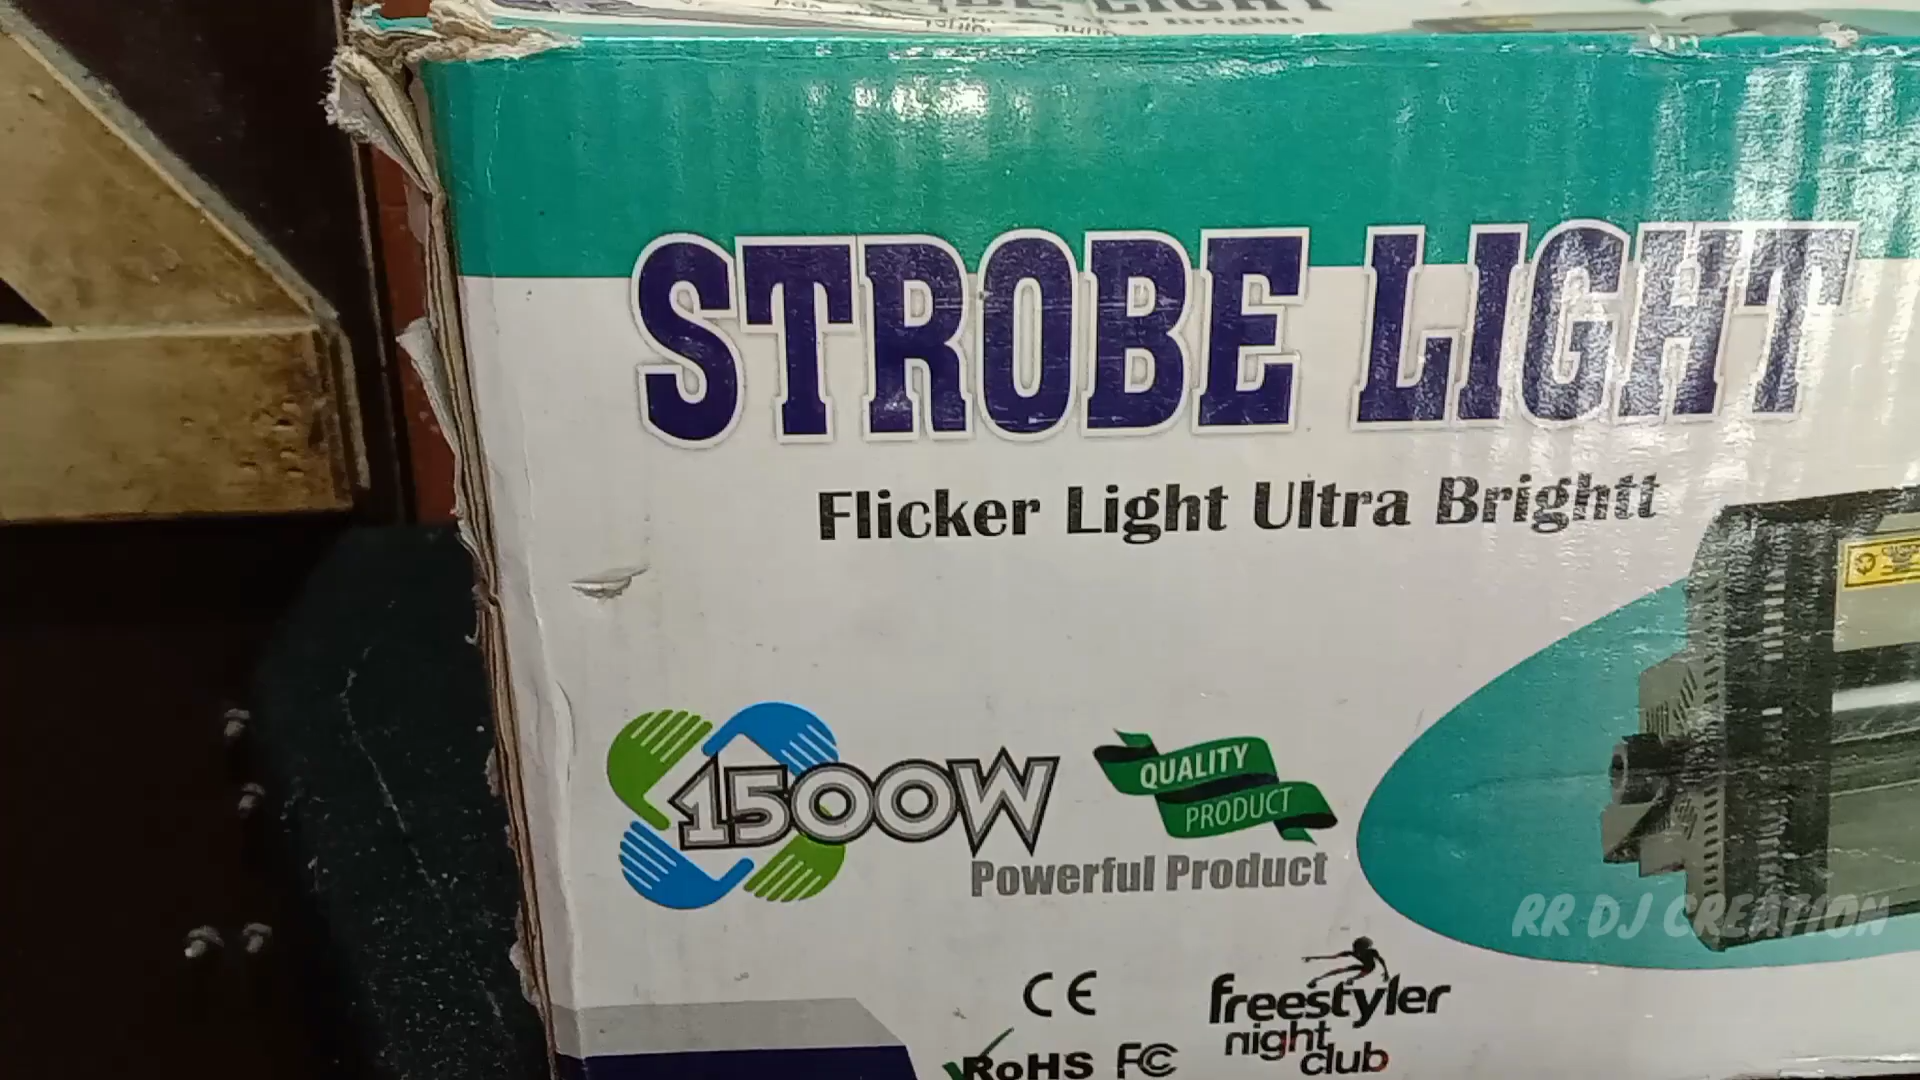 STROBE LIGHT
Flicker Light Ultra Brightt
1500W
QUALITY
PRODUCT
Powerful Product
RR DJ CREATION
CE
freestyler
night
club
RoHS FC